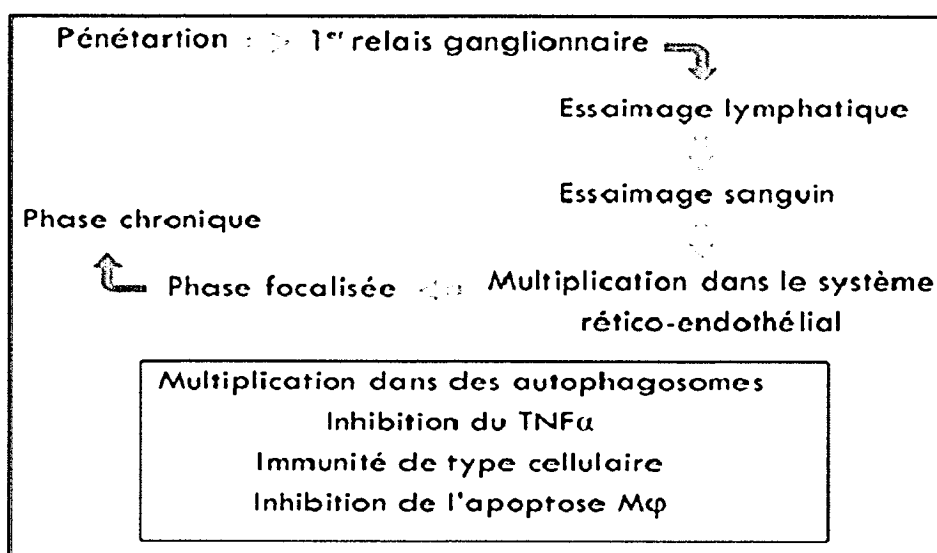 Pénétartion 1er relais ganglionnaire
Essaimage lymphatique
Essaimage sanguin
Phase chronique
Phase focalisée
Multiplication dans le système
rético-endothélial
Multiplication dans des autophagosomes
Inhibition du TNFα
Immunité de type cellulaire
Inhibition de l'apoptose Mφ